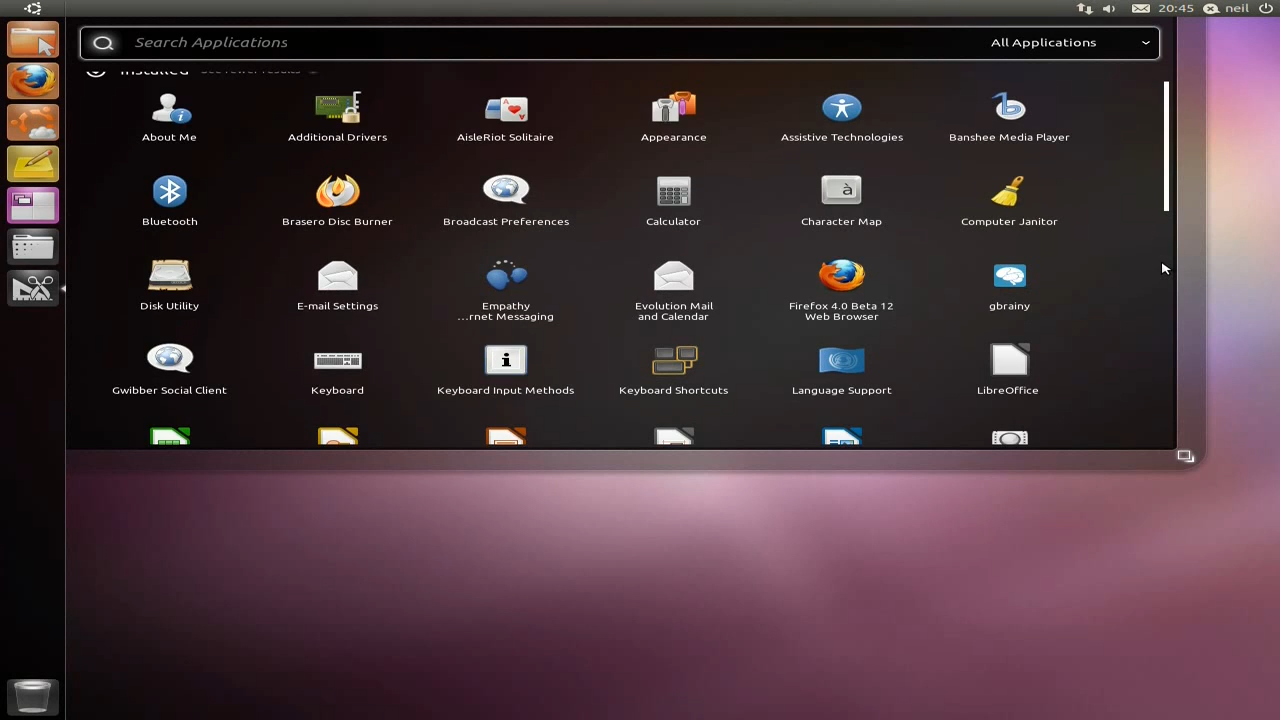 20:45 neil
Search Applications All Applications
Installed See fewer results
About Me Additional Drivers AisleRiot Solitaire Appearance Assistive Technologies Banshee Media Player
Bluetooth Brasero Disc Burner Broadcast Preferences Calculator Character Map Computer Janitor
Disk Utility E-mail Settings Empathy Evolution Mail Firefox 4.0 Beta 12 gbrainy
...rnet Messaging and Calendar Web Browser
Gwibber Social Client Keyboard Keyboard Input Methods Keyboard Shortcuts Language Support LibreOffice